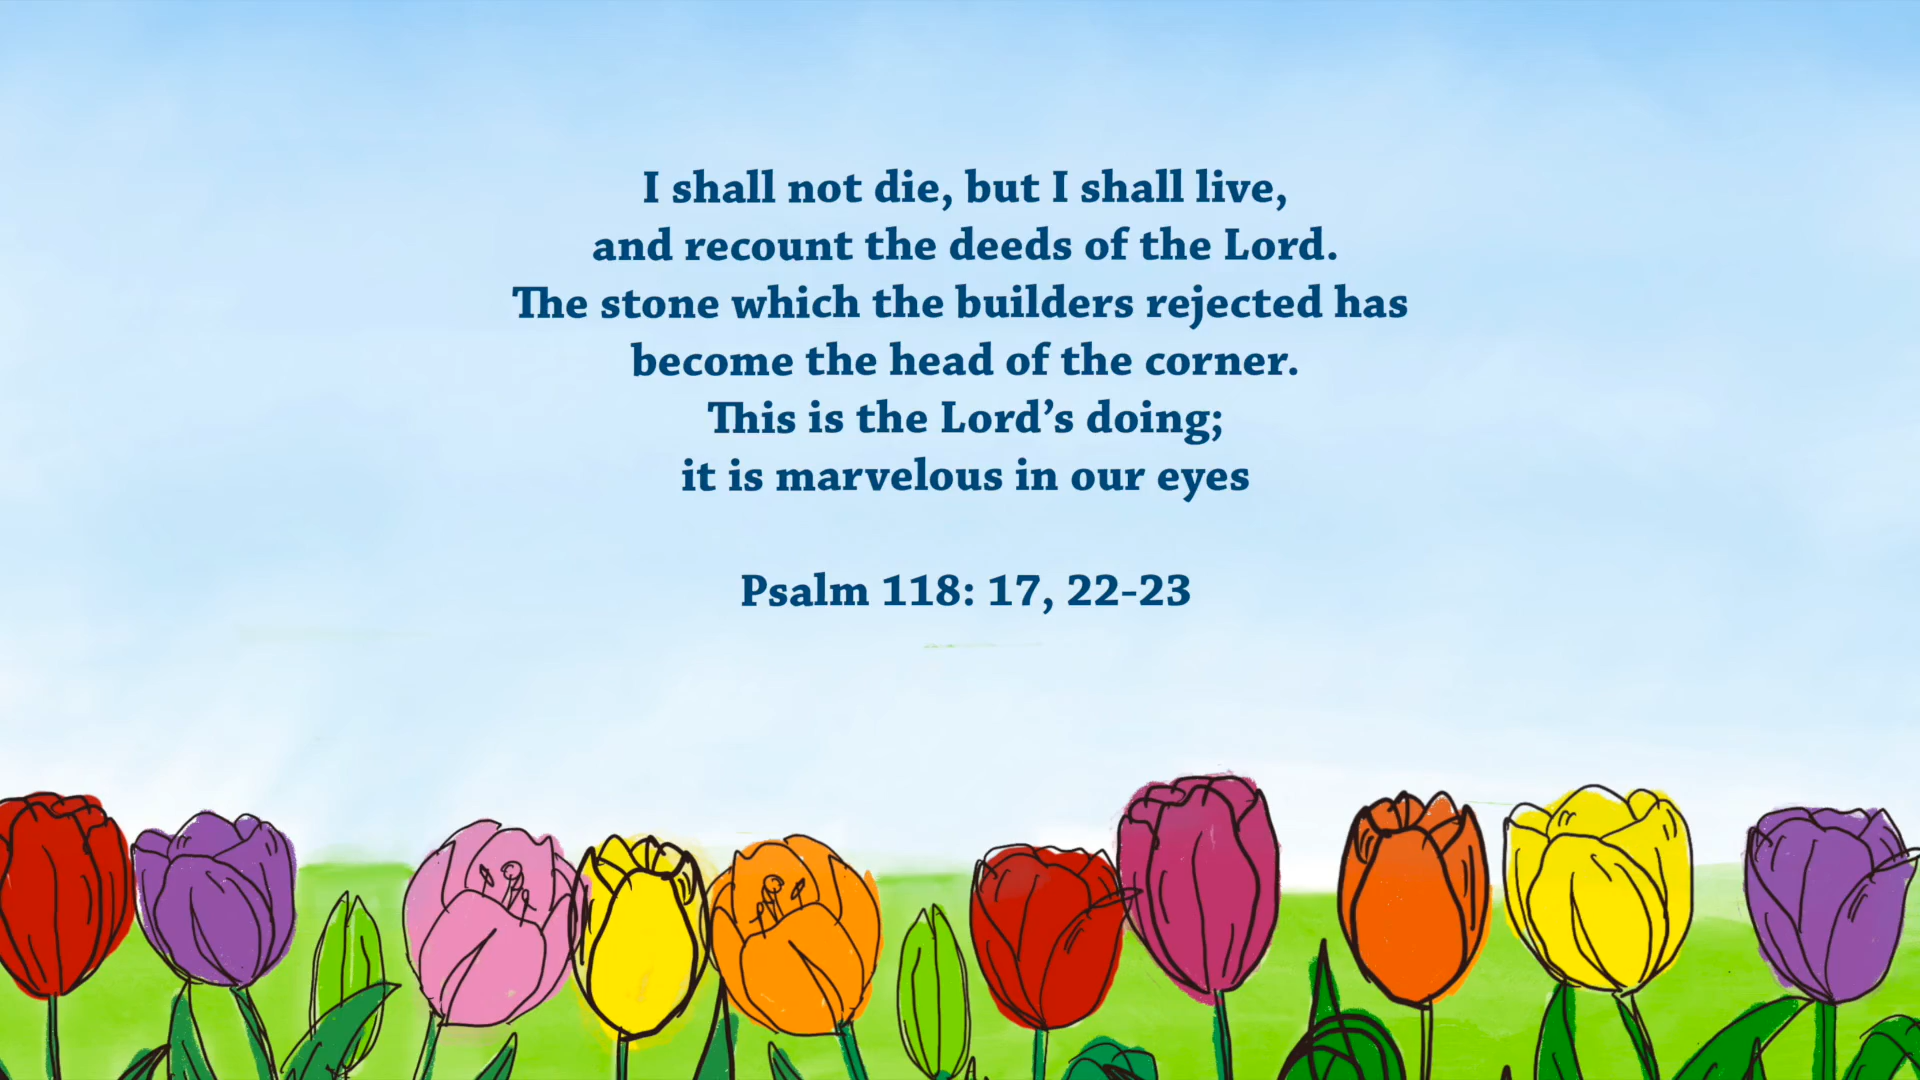 I shall not die, but I shall live,
and recount the deeds of the Lord.
The stone which the builders rejected has
become the head of the corner.
This is the Lord’s doing;
it is marvelous in our eyes
Psalm 118: 17, 22-23